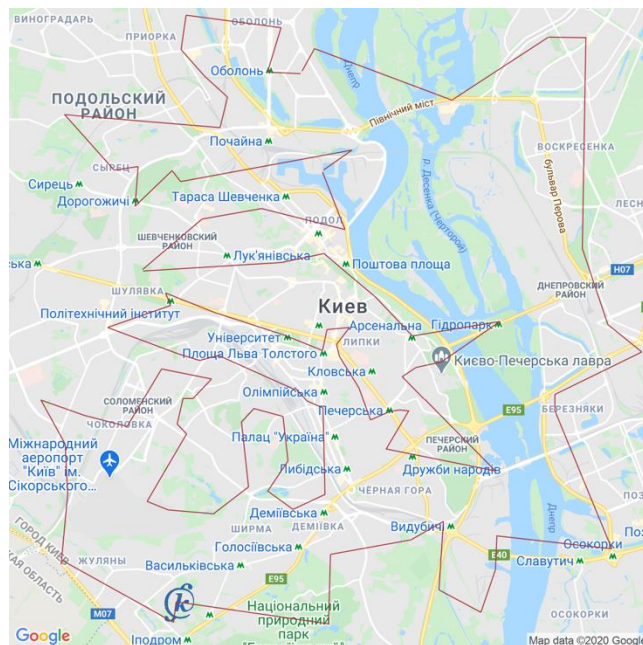 ВИНОГРАДАРЬ
ОБОЛОНЬ
ПРИОРКА
Оболонь
Днепр
ПОДОЛЬСКИЙ
РАЙОН
Північний міст
Почайна
ВОСКРЕСЕНКА
СЫРЕЦ
р. Десенка (Черторой)
бульвар Перова
Сирець
Дорогожичі
Тараса Шевченка
ПОДОЛ
ШЕВЧЕНКОВСКИЙ
РАЙОН
Лук'янівська
Поштова площа
H07
ДНЕПРОВСКИЙ
РАЙОН
ШУЛЯВКА
Політехнічний інститут
Киев
Арсенальна
Гідропарк
Університет
ЛИПКИ
Площа Льва Толстого
Києво-Печерська лавра
Кловська
Олімпійська
СОЛОМЕНСКИЙ
РАЙОН
Печерська
E95
БЕРЕЗНЯКИ
ЧОКОЛОВКА
Палац "Україна"
ПЕЧЕРСКИЙ
РАЙОН
Міжнародний
аеропорт
"Київ" ім.
Сікорського...
Либідська
Дружби народів
ЧЁРНАЯ ГОРА
Деміївська
Днепр
ГОРОД КИЕВ
ШИРМА
ДЕМІЇВКА
Видубичі
Голосіївська
Осокорки
ЖУЛЯНЫ
E40
Славутич
Васильківська
E95
k
M07
Національний
природний
парк
ОСОКОРКИ
Іподром
Google
Map data ©2020 Google